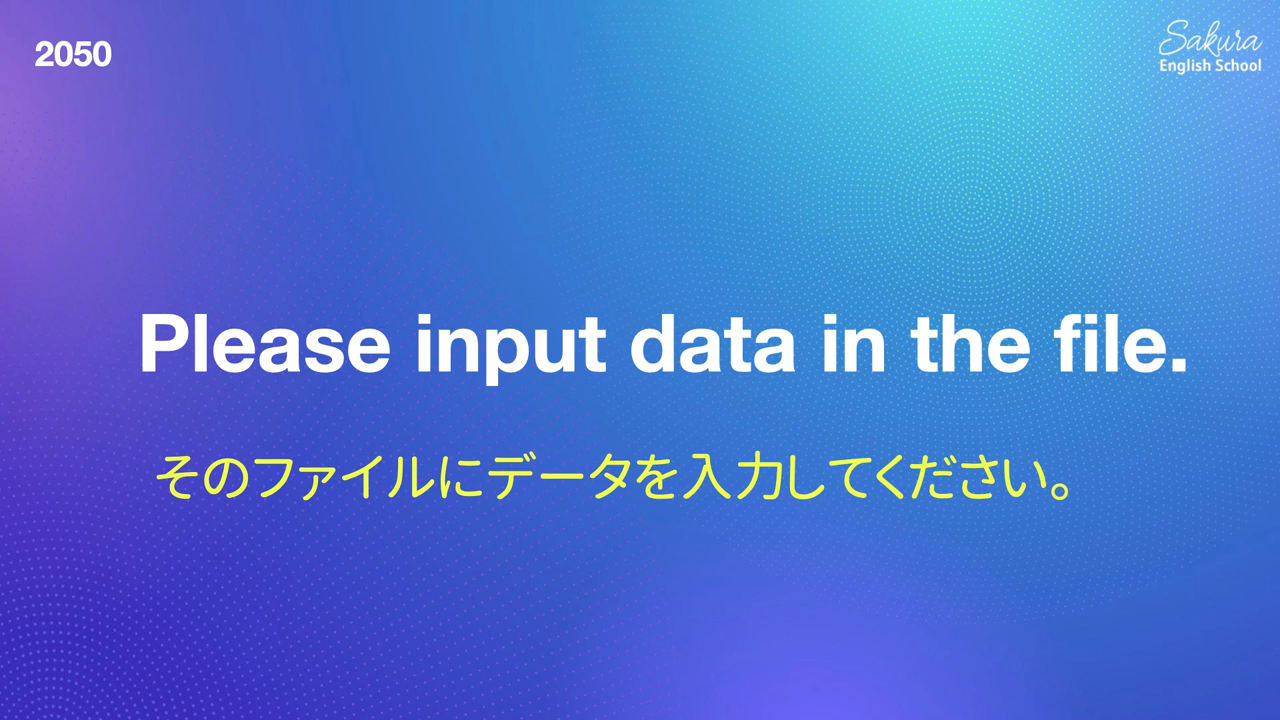 2050
Sakura
English School
Please input data in the file.
そのファイルにデータを入力してください。